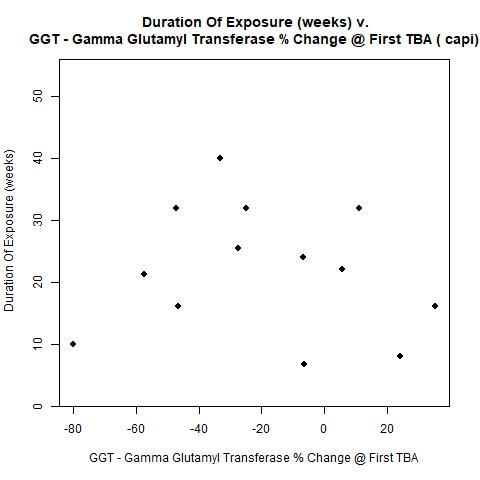 Duration Of Exposure (weeks) v.
GGT - Gamma Glutamyl Transferase % Change @ First TBA ( capi)
50
40
30
20
10
0
Duration Of Exposure (weeks)
-80 -60 -40 -20 0 20
GGT - Gamma Glutamyl Transferase % Change @ First TBA